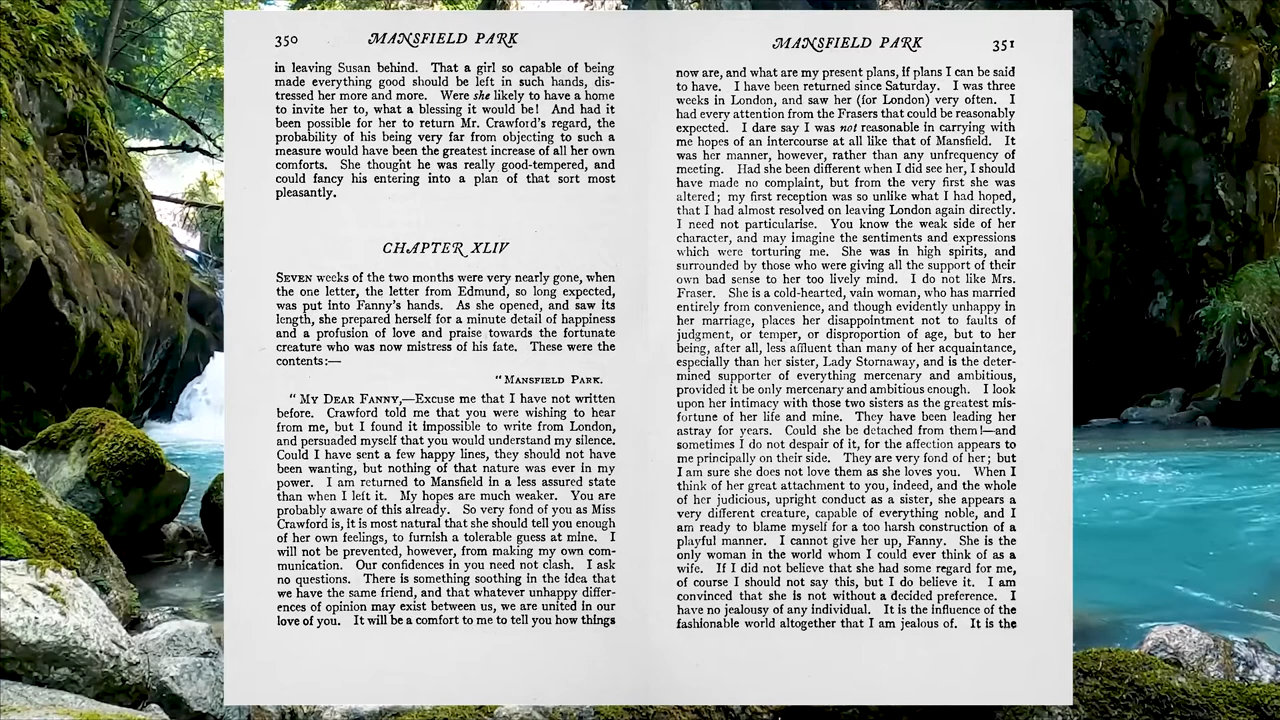 350 MANSFIELD PARK
in leaving Susan behind. That a girl so capable of being
made everything good should be left in such hands, dis-
tressed her more and more. Were she likely to have a home
to invite her to, what a blessing it would be! And had it
been possible for her to return Mr. Crawford's regard, the
probability of his being very far from objecting to such a
measure would have been the greatest increase of all her own
comforts. She thought he was really good-tempered, and
could fancy his entering into a plan of that sort most
pleasantly.
CHAPTER XLIV
SEVEN weeks of the two months were very nearly gone, when
the one letter, the letter from Edmund, so long expected,
was put into Fanny's hands. As she opened, and saw its
length, she prepared herself for a minute detail of happiness
and a profusion of love and praise towards the fortunate
creature who was now mistress of his fate. These were the
contents:—
"MANSFIELD PARK.
"MY DEAR FANNY,—Excuse me that I have not written
before. Crawford told me that you were wishing to hear
from me, but I found it impossible to write from London,
and persuaded myself that you would understand my silence.
Could I have sent a few happy lines, they should not have
been wanting, but nothing of that nature was ever in my
power. I am returned to Mansfield in a less assured state
than when I left it. My hopes are much weaker. You are
probably aware of this already. So very fond of you as Miss
Crawford is, it is most natural that she should tell you enough
of her own feelings, to furnish a tolerable guess at mine. I
will not be prevented, however, from making my own com-
munication. Our confidences in you need not clash. I ask
no questions. There is something soothing in the idea that
we have the same friend, and that whatever unhappy differ-
ences of opinion may exist between us, we are united in our
love of you. It will be a comfort to me to tell you how things
MANSFIELD PARK 351
now are, and what are my present plans, if plans I can be said
to have. I have been returned since Saturday. I was three
weeks in London, and saw her (for London) very often. I
had every attention from the Frasers that could be reasonably
expected. I dare say I was not reasonable in carrying with
me hopes of an intercourse at all like that of Mansfield. It
was her manner, however, rather than any unfrequency of
meeting. Had she been different when I did see her, I should
have made no complaint, but from the very first she was
altered; my first reception was so unlike what I had hoped,
that I had almost resolved on leaving London again directly.
I need not particularise. You know the weak side of her
character, and may imagine the sentiments and expressions
which were torturing me. She was in high spirits, and
surrounded by those who were giving all the support of their
own bad sense to her too lively mind. I do not like Mrs.
Fraser. She is a cold-hearted, vain woman, who has married
entirely from convenience, and though evidently unhappy in
her marriage, places her disappointment not to faults of
judgment, or temper, or disproportion of age, but to her
being, after all, less affluent than many of her acquaintance,
especially than her sister, Lady Stornaway, and is the deter-
mined supporter of everything mercenary and ambitious,
provided it be only mercenary and ambitious enough. I look
upon her intimacy with those two sisters as the greatest mis-
fortune of her life and mine. They have been leading her
astray for years. Could she be detached from them!—and
sometimes I do not despair of it, for the affection appears to
me principally on their side. They are very fond of her; but
I am sure she does not love them as she loves you. When I
think of her great attachment to you, indeed, and the whole
of her judicious, upright conduct as a sister, she appears a
very different creature, capable of everything noble, and I
am ready to blame myself for a too harsh construction of a
playful manner. I cannot give her up, Fanny. She is the
only woman in the world whom I could ever think of as a
wife. If I did not believe that she had some regard for me,
of course I should not say this, but I do believe it. I am
convinced that she is not without a decided preference. I
have no jealousy of any individual. It is the influence of the
fashionable world altogether that I am jealous of. It is the